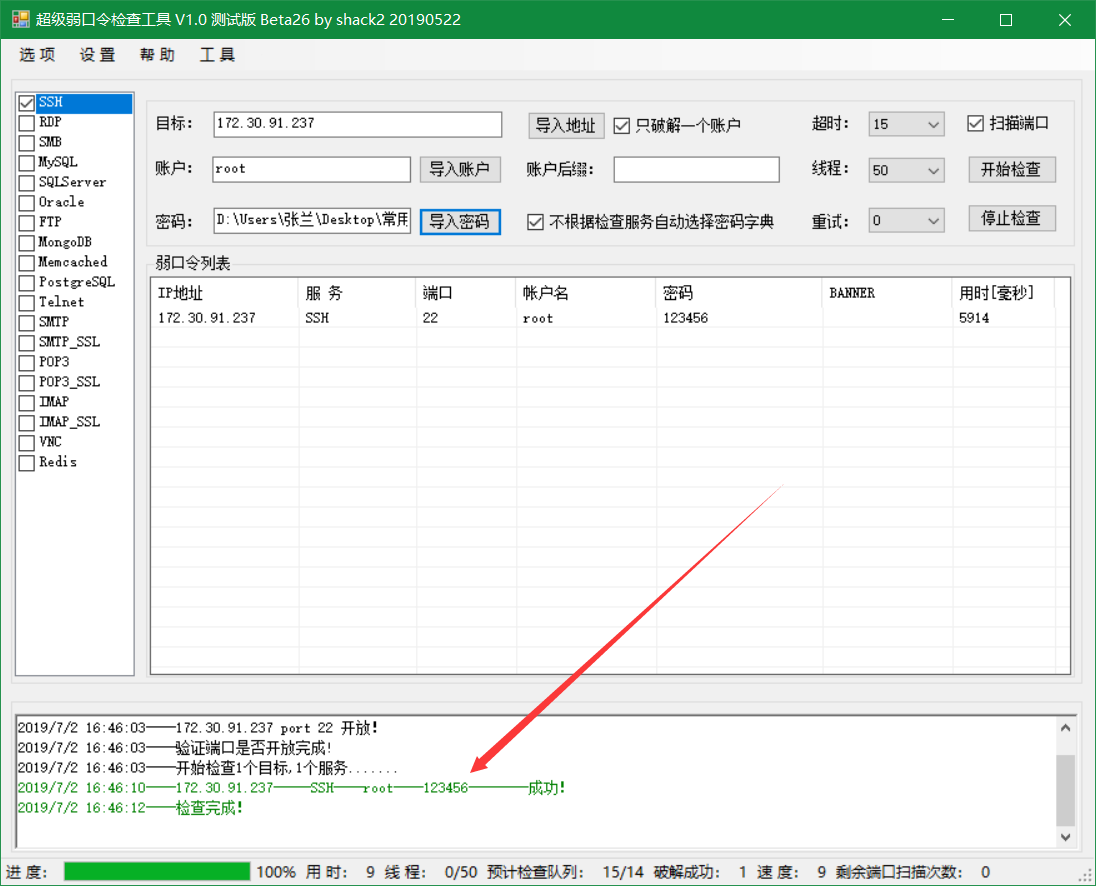 超级弱口令检查工具 V1.0 测试版 Beta26 by shack2 20190522
选项 设置 帮助 工具
SSH
RDP
SMB
MySQL
SQLServer
Oracle
FTP
MongoDB
Memcached
PostgreSQL
Telnet
SMTP
SMTP_SSL
POP3
POP3_SSL
IMAP
IMAP_SSL
VNC
Redis
目标： 172.30.91.237 导入地址 只破解一个账户 超时： 15 扫描端口
账户： root 导入账户 账户后缀： 线程： 50 开始检查
密码： D:\Users\张兰\Desktop\常用 导入密码 不根据检查服务自动选择密码字典 重试： 0 停止检查
弱口令列表
IP地址 服 务 端口 帐户名 密码 BANNER 用时[毫秒]
172.30.91.237 SSH 22 root 123456 5914
2019/7/2 16:46:03——172.30.91.237 port 22 开放!
2019/7/2 16:46:03——验证端口是否开放完成!
2019/7/2 16:46:03——开始检查1个目标,1个服务.......
2019/7/2 16:46:10——172.30.91.237———SSH——root——123456————成功!
2019/7/2 16:46:12——检查完成!
进 度： 100% 用 时： 9 线 程： 0/50 预计检查队列： 15/14 破解成功： 1 速 度： 9 剩余端口扫描次数： 0